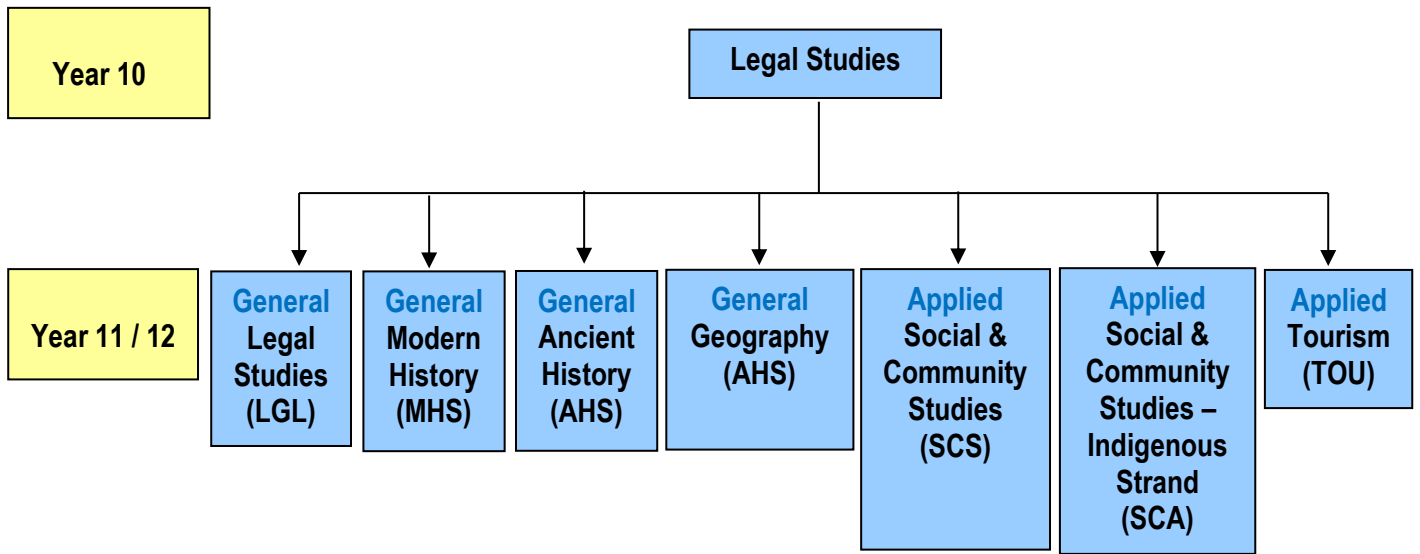 Year 10
Legal Studies
Year 11 / 12
General
Legal
Studies
(LGL)
General
Modern
History
(MHS)
General
Ancient
History
(AHS)
General
Geography
(AHS)
Applied
Social &
Community
Studies
(SCS)
Applied
Social &
Community
Studies –
Indigenous
Strand
(SCA)
Applied
Tourism
(TOU)